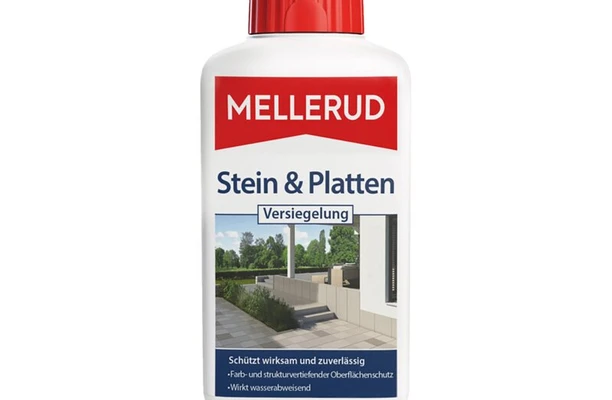 MELLERUD
Stein & Platten
Versiegelung
Schützt wirksam und zuverlässig
•Farb- und strukturvertiefender Oberflächenschutz
•Wirkt wasserabweisend